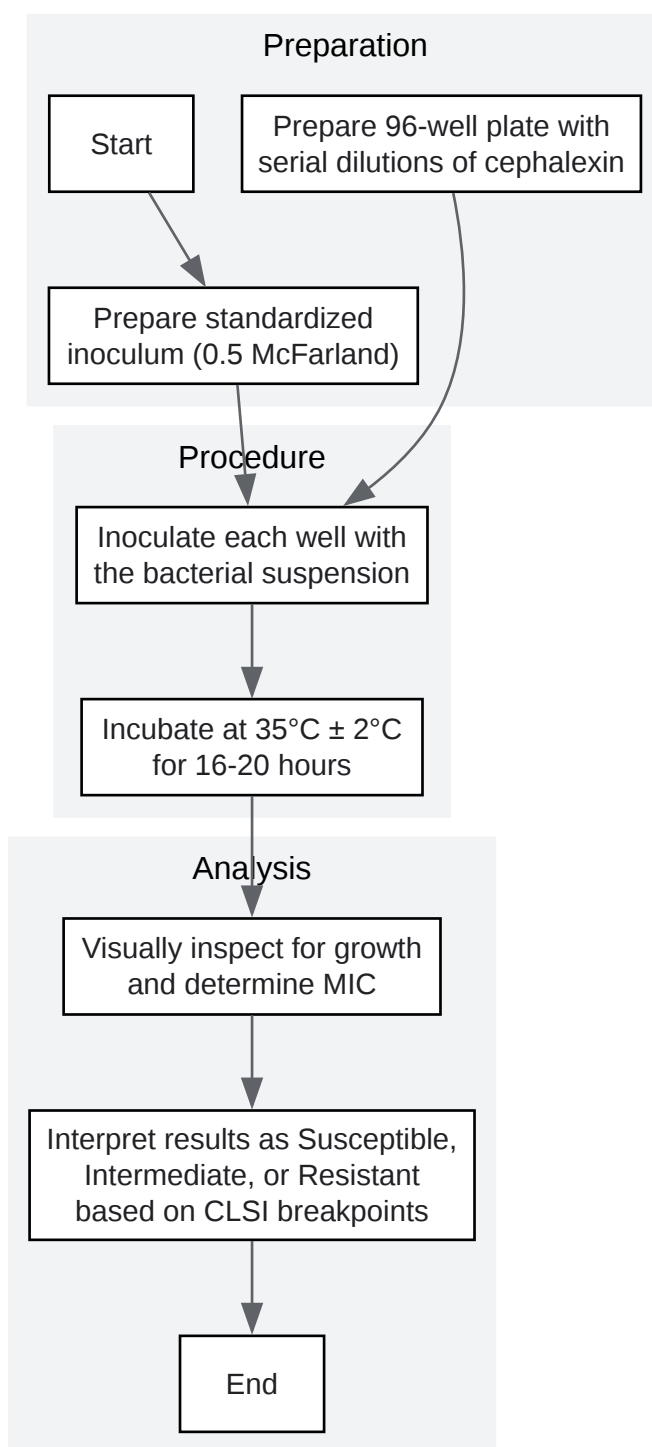 Preparation
Start
Prepare 96-well plate with
serial dilutions of cephalexin
Prepare standardized
inoculum (0.5 McFarland)
Procedure
Inoculate each well with
the bacterial suspension
Incubate at 35°C ± 2°C
for 16-20 hours
Analysis
Visually inspect for growth
and determine MIC
Interpret results as Susceptible,
Intermediate, or Resistant
based on CLSI breakpoints
End